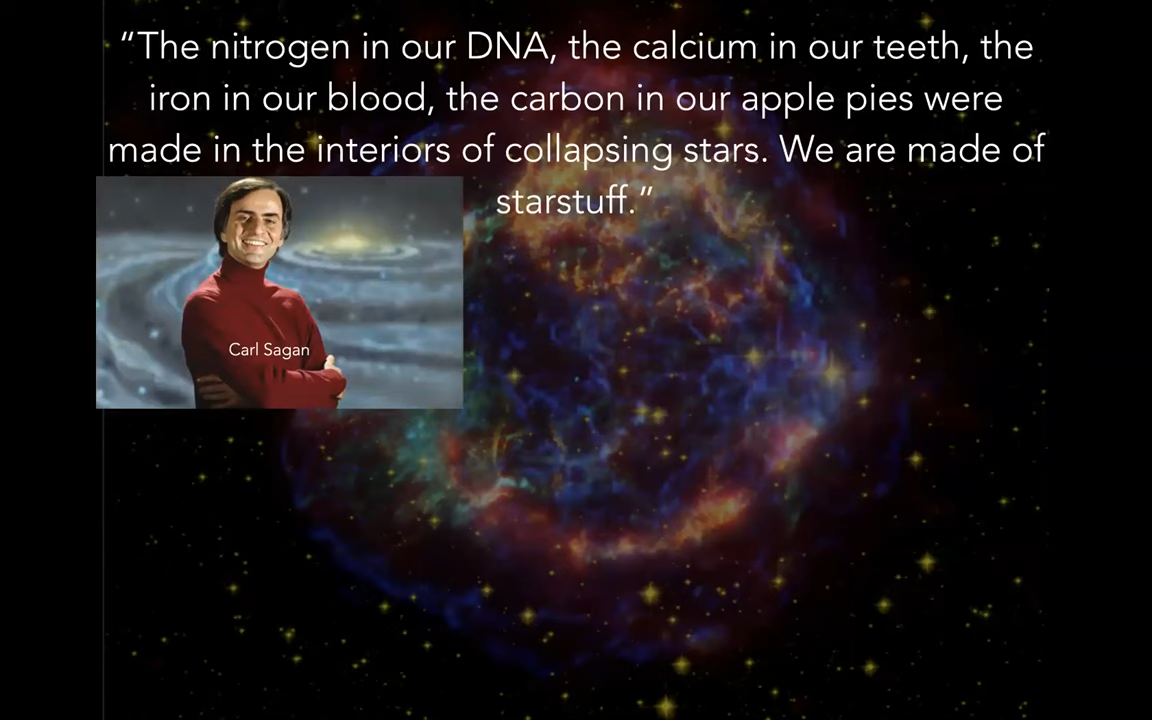 “The nitrogen in our DNA, the calcium in our teeth, the
iron in our blood, the carbon in our apple pies were
made in the interiors of collapsing stars. We are made of
starstuff.”
Carl Sagan